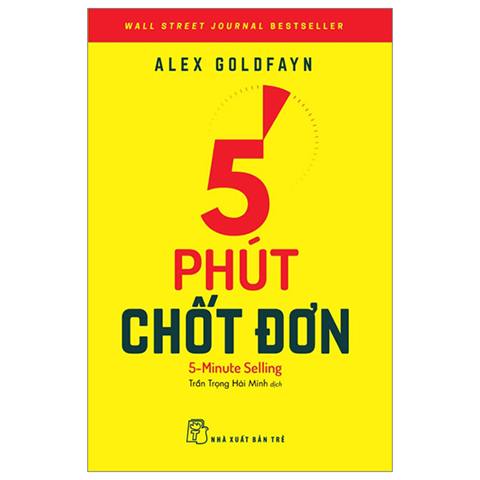 WALL STREET JOURNAL BESTSELLER
ALEX GOLDFAYN
5
PHÚT
CHỐT ĐƠN
5-Minute Selling
Trần Trọng Hải Minh dịch
NHÀ XUẤT BẢN TRẺ